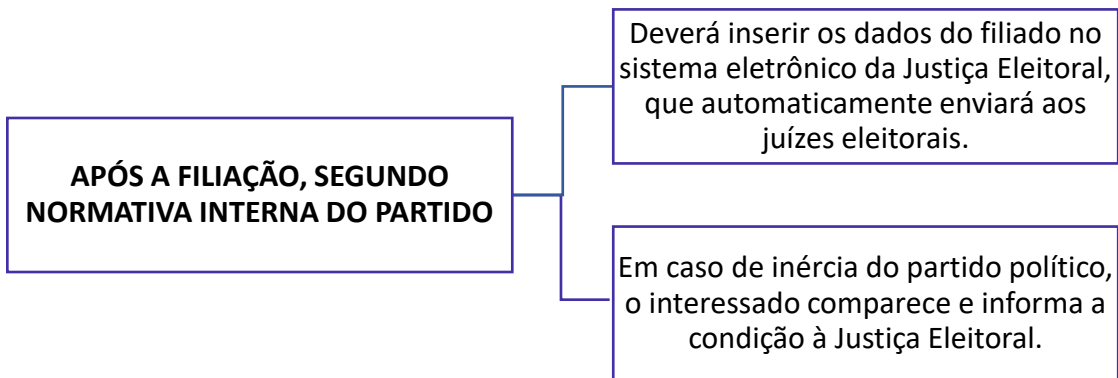 APÓS A FILIAÇÃO, SEGUNDO
NORMATIVA INTERNA DO PARTIDO
Deverá inserir os dados do filiado no
sistema eletrônico da Justiça Eleitoral,
que automaticamente enviará aos
juízes eleitorais.
Em caso de inércia do partido político,
o interessado comparece e informa a
condição à Justiça Eleitoral.